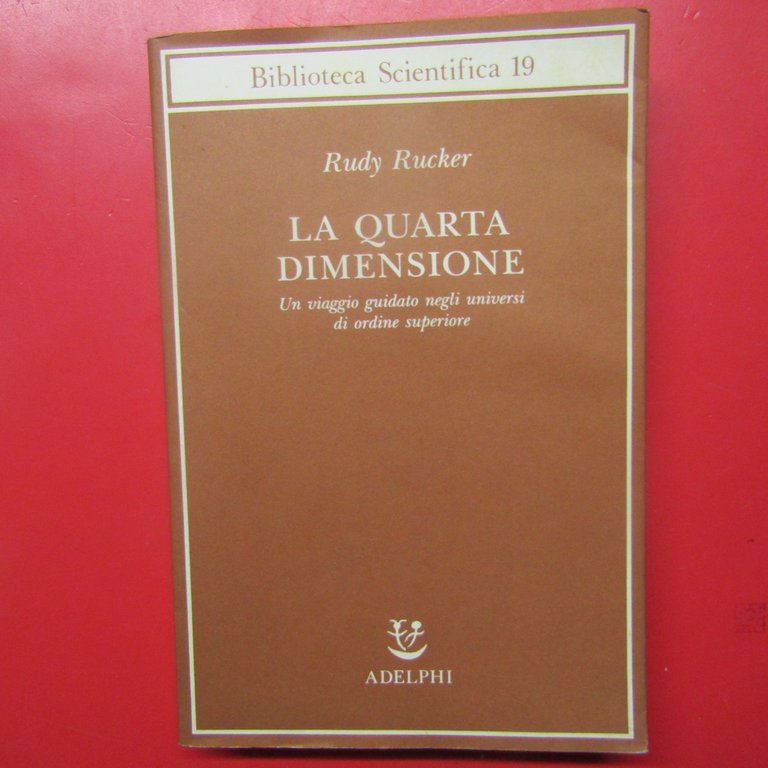 Biblioteca Scientifica 19
Rudy Rucker
LA QUARTA
DIMENSIONE
Un viaggio guidato negli universi
di ordine superiore
ADELPHI